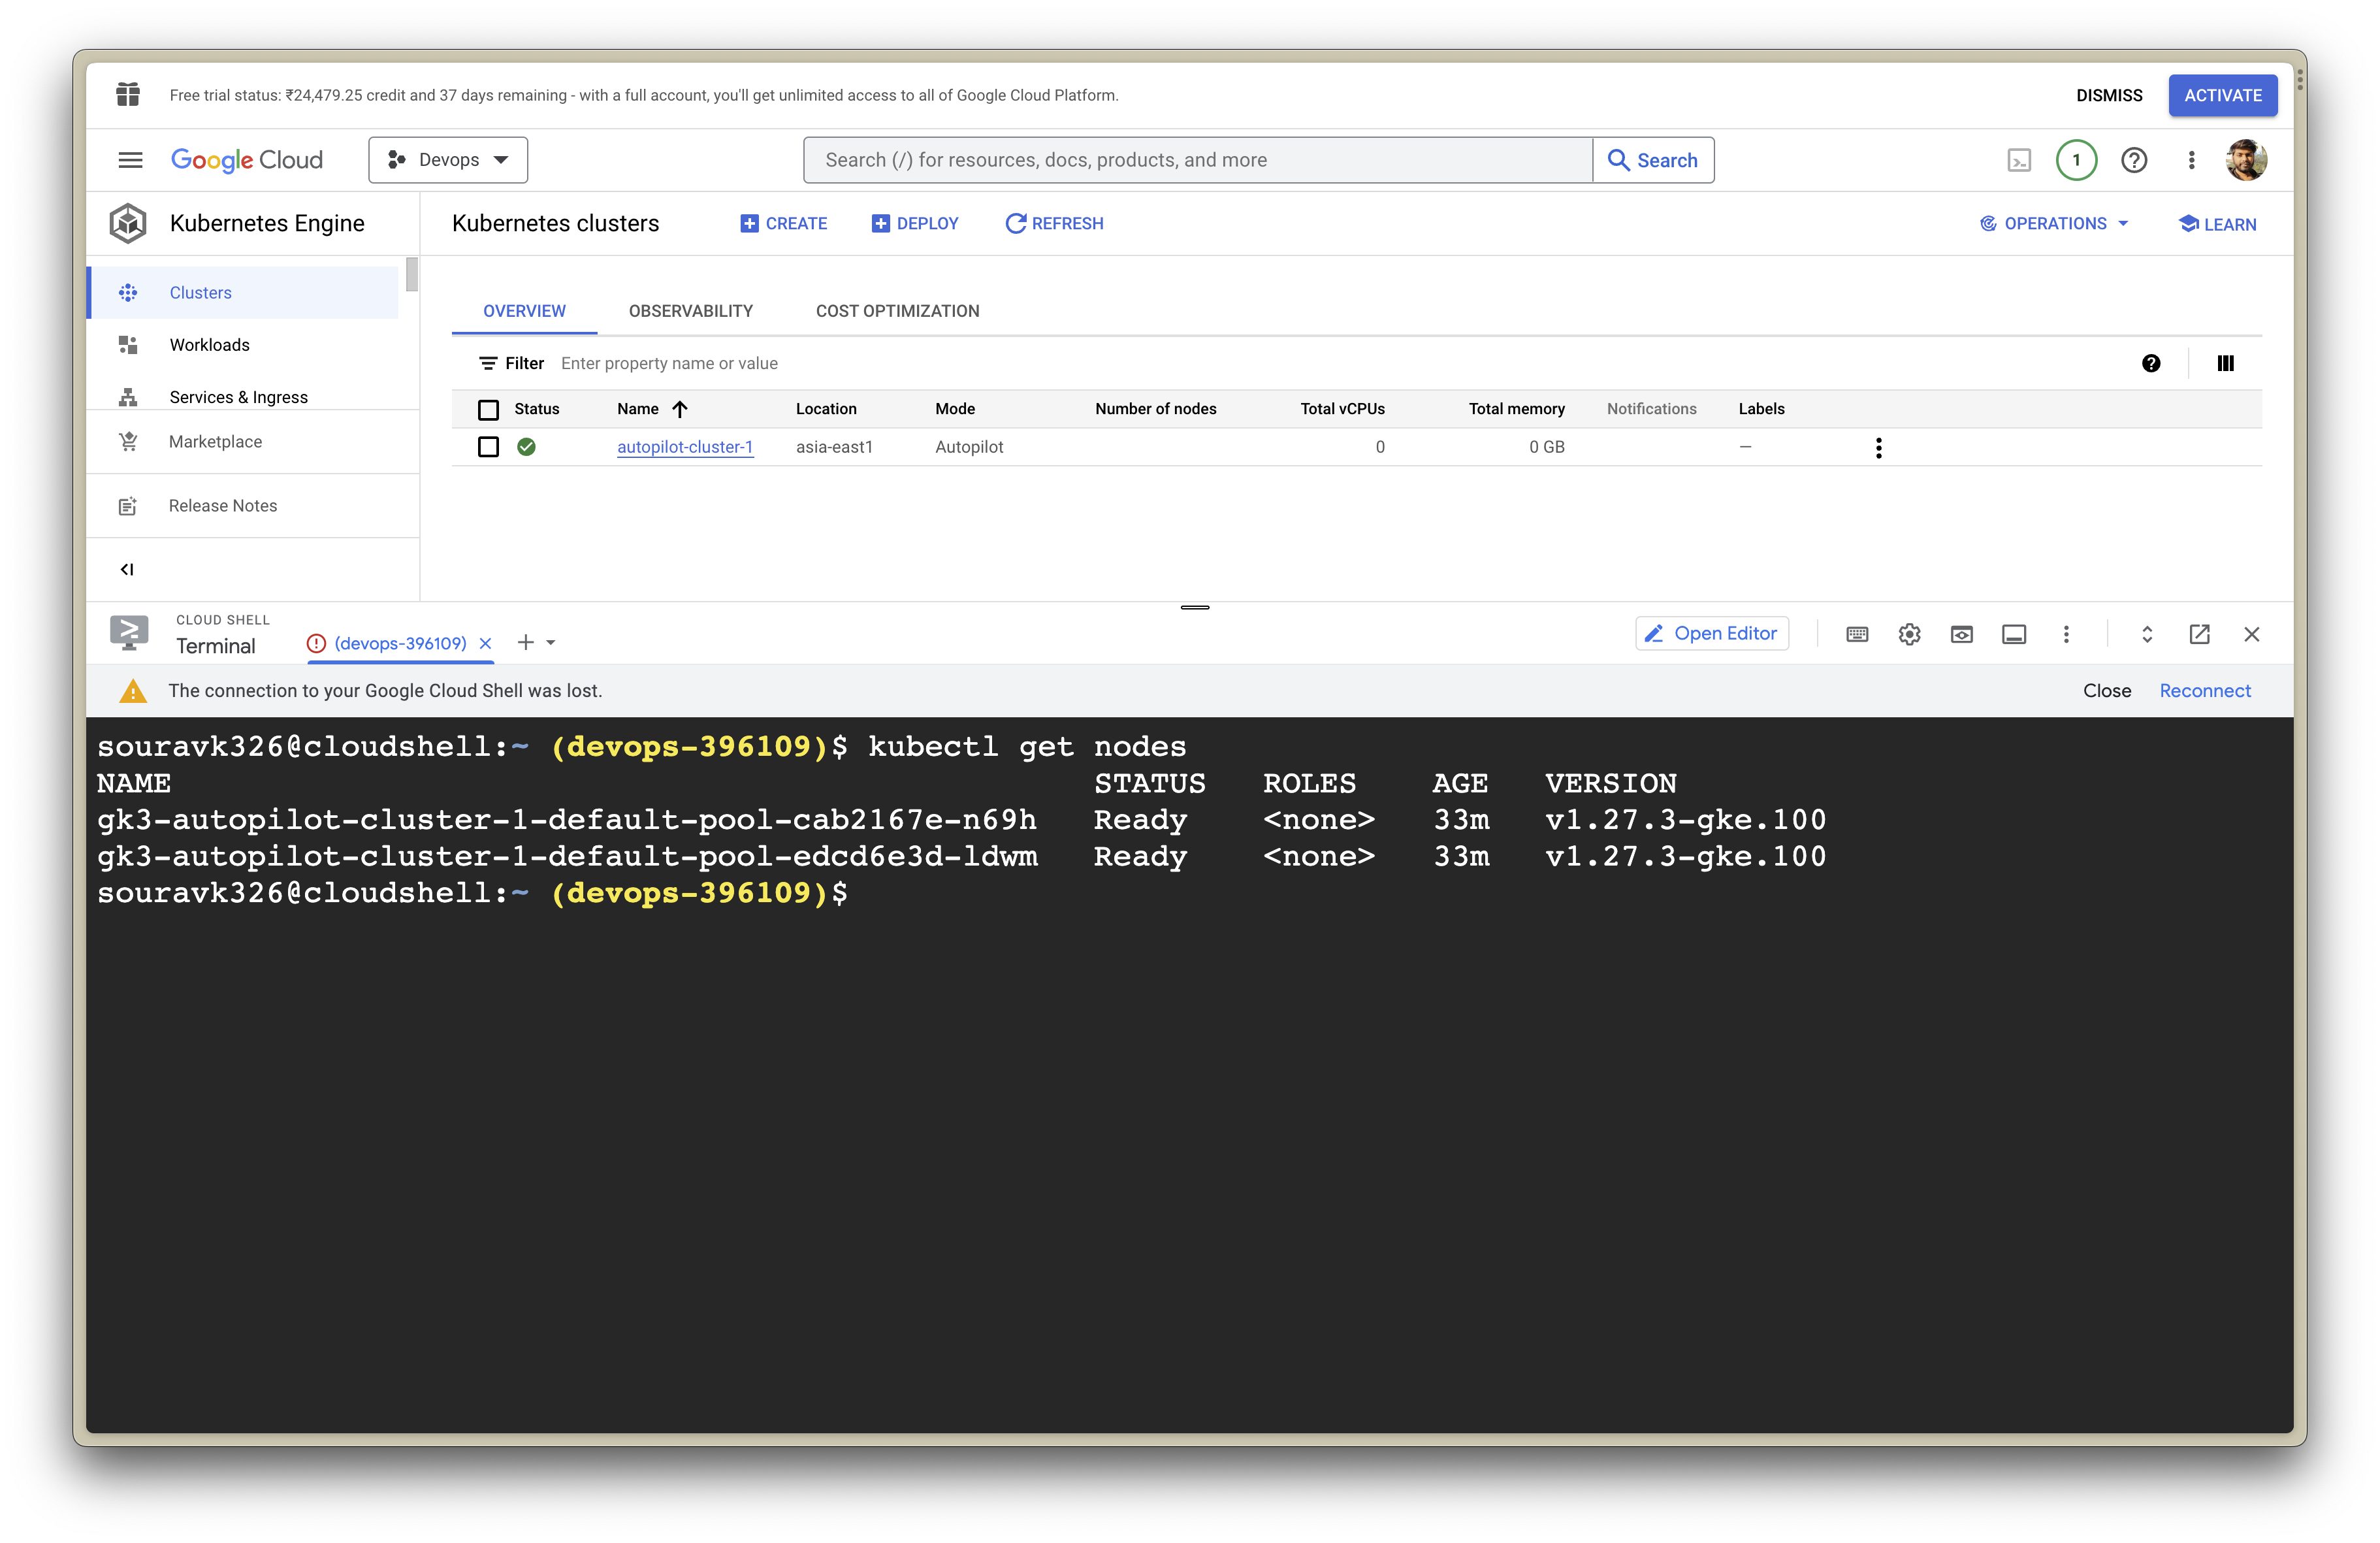 Free trial status: ₹24,479.25 credit and 37 days remaining - with a full account, you'll get unlimited access to all of Google Cloud Platform.
DISMISS
ACTIVATE
Google Cloud
Devops
Search (/) for resources, docs, products, and more
Search
1
Kubernetes Engine
Kubernetes clusters
CREATE
DEPLOY
REFRESH
OPERATIONS
LEARN
Clusters
Workloads
Services & Ingress
Marketplace
Release Notes
OVERVIEW
OBSERVABILITY
COST OPTIMIZATION
Filter Enter property name or value
Status Name Location Mode Number of nodes Total vCPUs Total memory Notifications Labels
autopilot-cluster-1 asia-east1 Autopilot 0 0 GB —
CLOUD SHELL
Terminal
(devops-396109)
Open Editor
The connection to your Google Cloud Shell was lost.
Close
Reconnect
souravk326@cloudshell:~ (devops-396109)$ kubectl get nodes
NAME STATUS ROLES AGE VERSION
gk3-autopilot-cluster-1-default-pool-cab2167e-n69h Ready <none> 33m v1.27.3-gke.100
gk3-autopilot-cluster-1-default-pool-edcd6e3d-ldwm Ready <none> 33m v1.27.3-gke.100
souravk326@cloudshell:~ (devops-396109)$